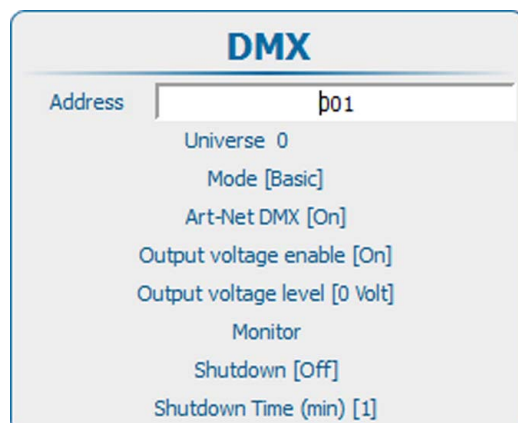 DMX
Address 001
Universe 0
Mode [Basic]
Art-Net DMX [On]
Output voltage enable [On]
Output voltage level [0 Volt]
Monitor
Shutdown [Off]
Shutdown Time (min) [1]